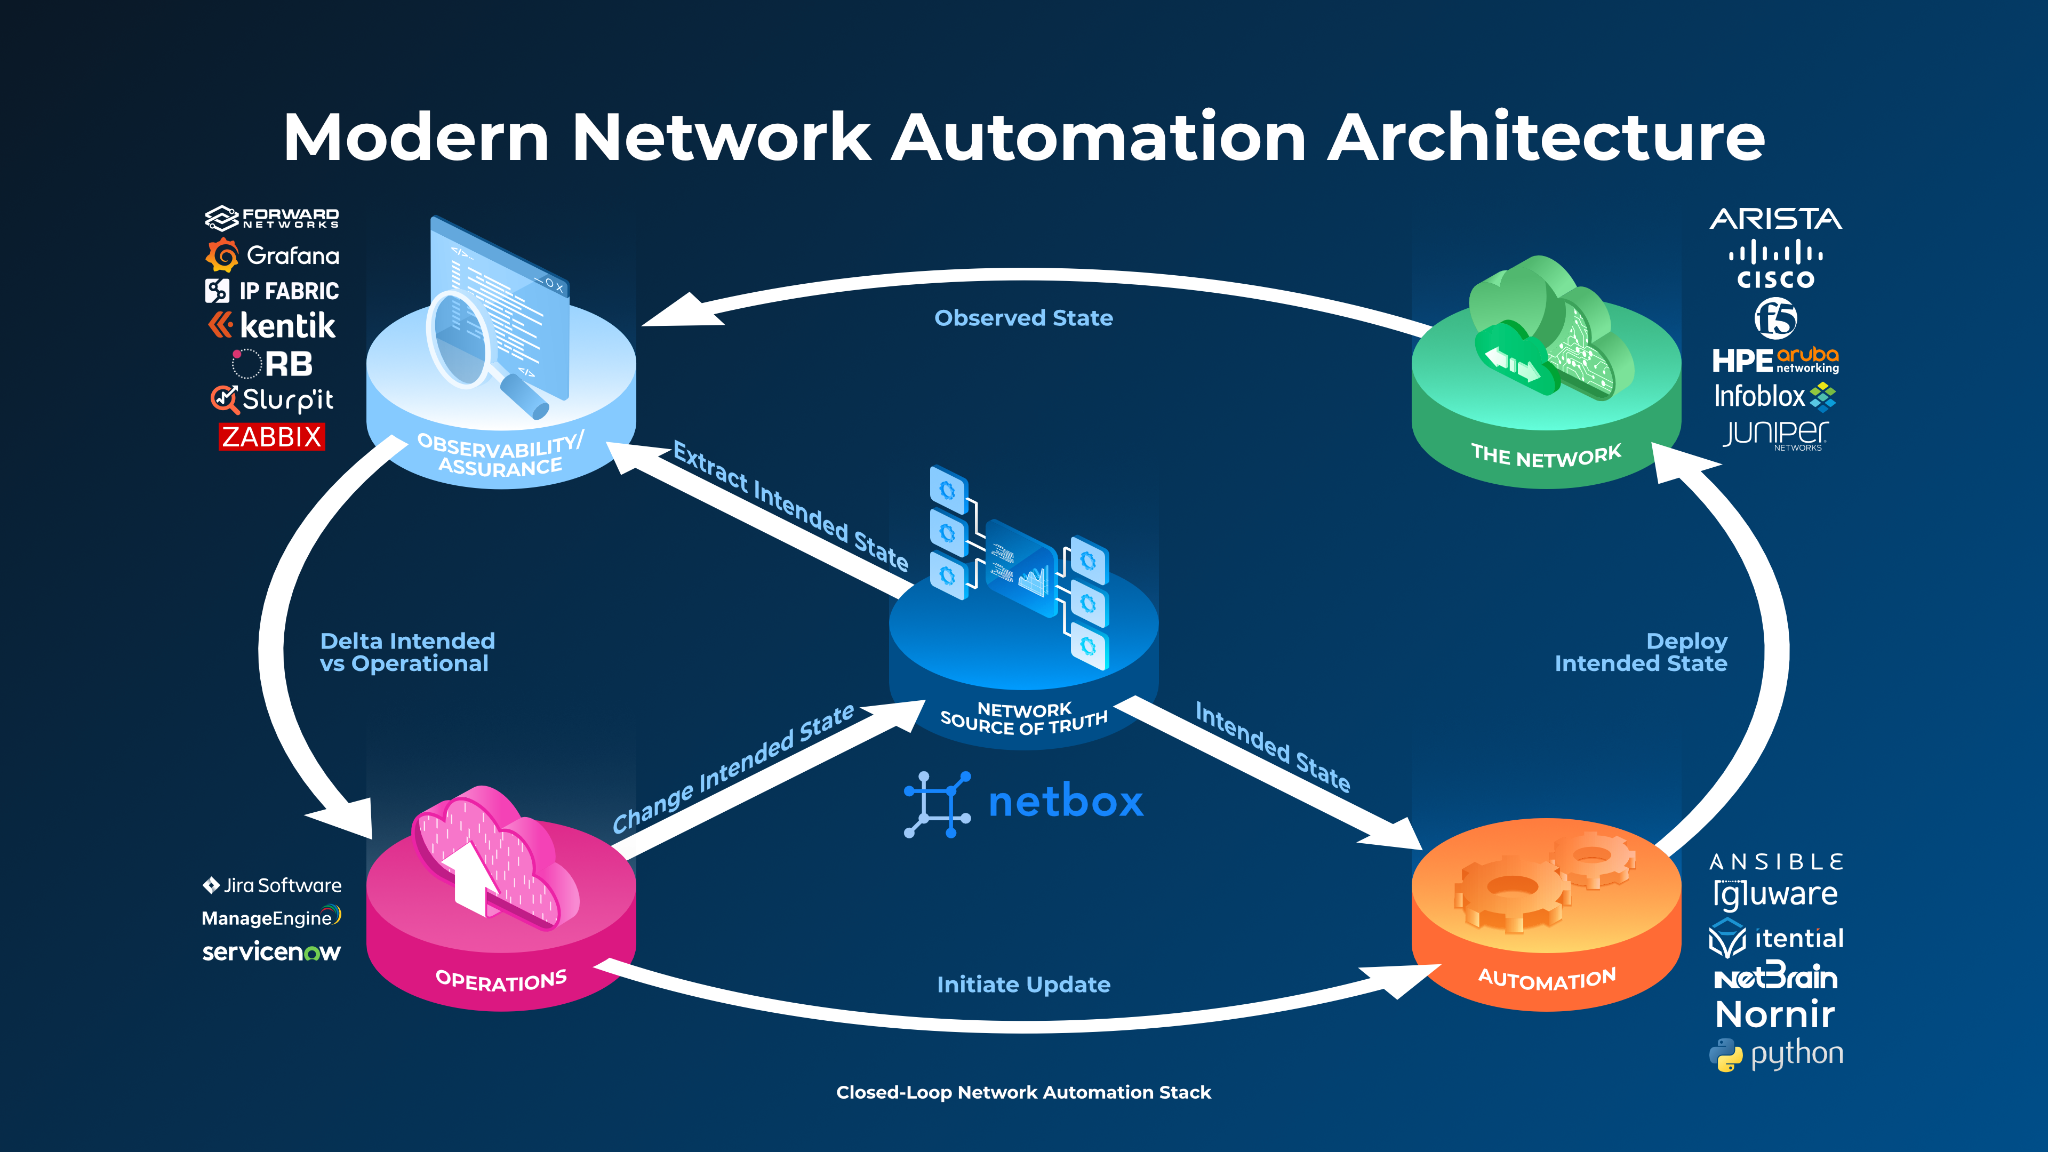 Modern Network Automation Architecture
FORWARD
NETWORKS
Grafana
IP FABRIC
kentik
RB
Slurp'it
ZABBIX
</>
</>
OBSERVABILITY/
ASSURANCE
Observed State
ARISTA
CISCO
f5
HPE aruba
networking
Infoblox
JUNIPER
NETWORKS
THE NETWORK
Extract Intended State
Delta Intended
vs Operational
Deploy
Intended State
NETWORK
SOURCE OF TRUTH
netbox
Change Intended State
Intended State
Jira Software
ManageEngine
servicenow
OPERATIONS
Initiate Update
AUTOMATION
ANSIBLE
[g]luware
itential
NetBrain
Nornir
python
Closed-Loop Network Automation Stack